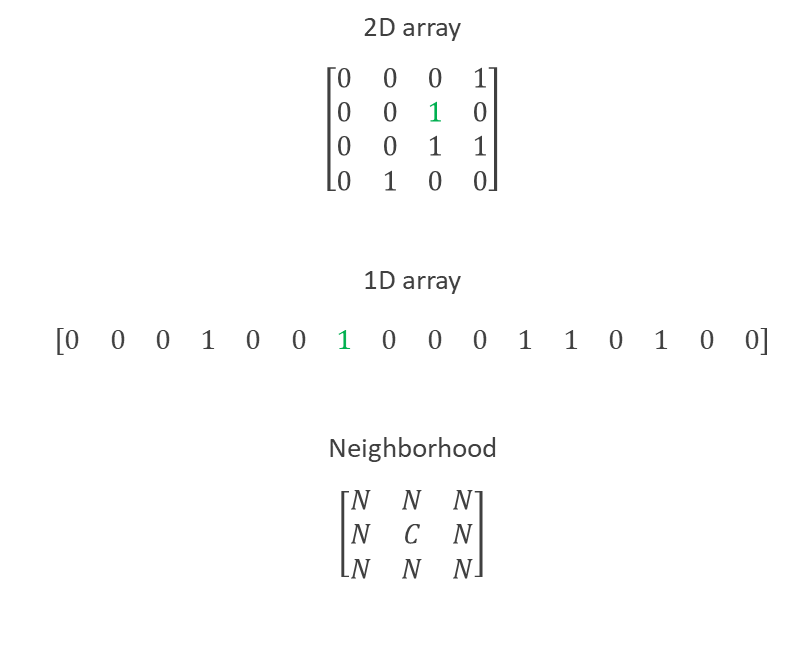 2D array
[0 0 0 1
0 0 1 0
0 0 1 1
0 1 0 0]
1D array
[0 0 0 1 0 0 1 0 0 0 1 1 0 1 0 0]
Neighborhood
[N N N
N C N
N N N]